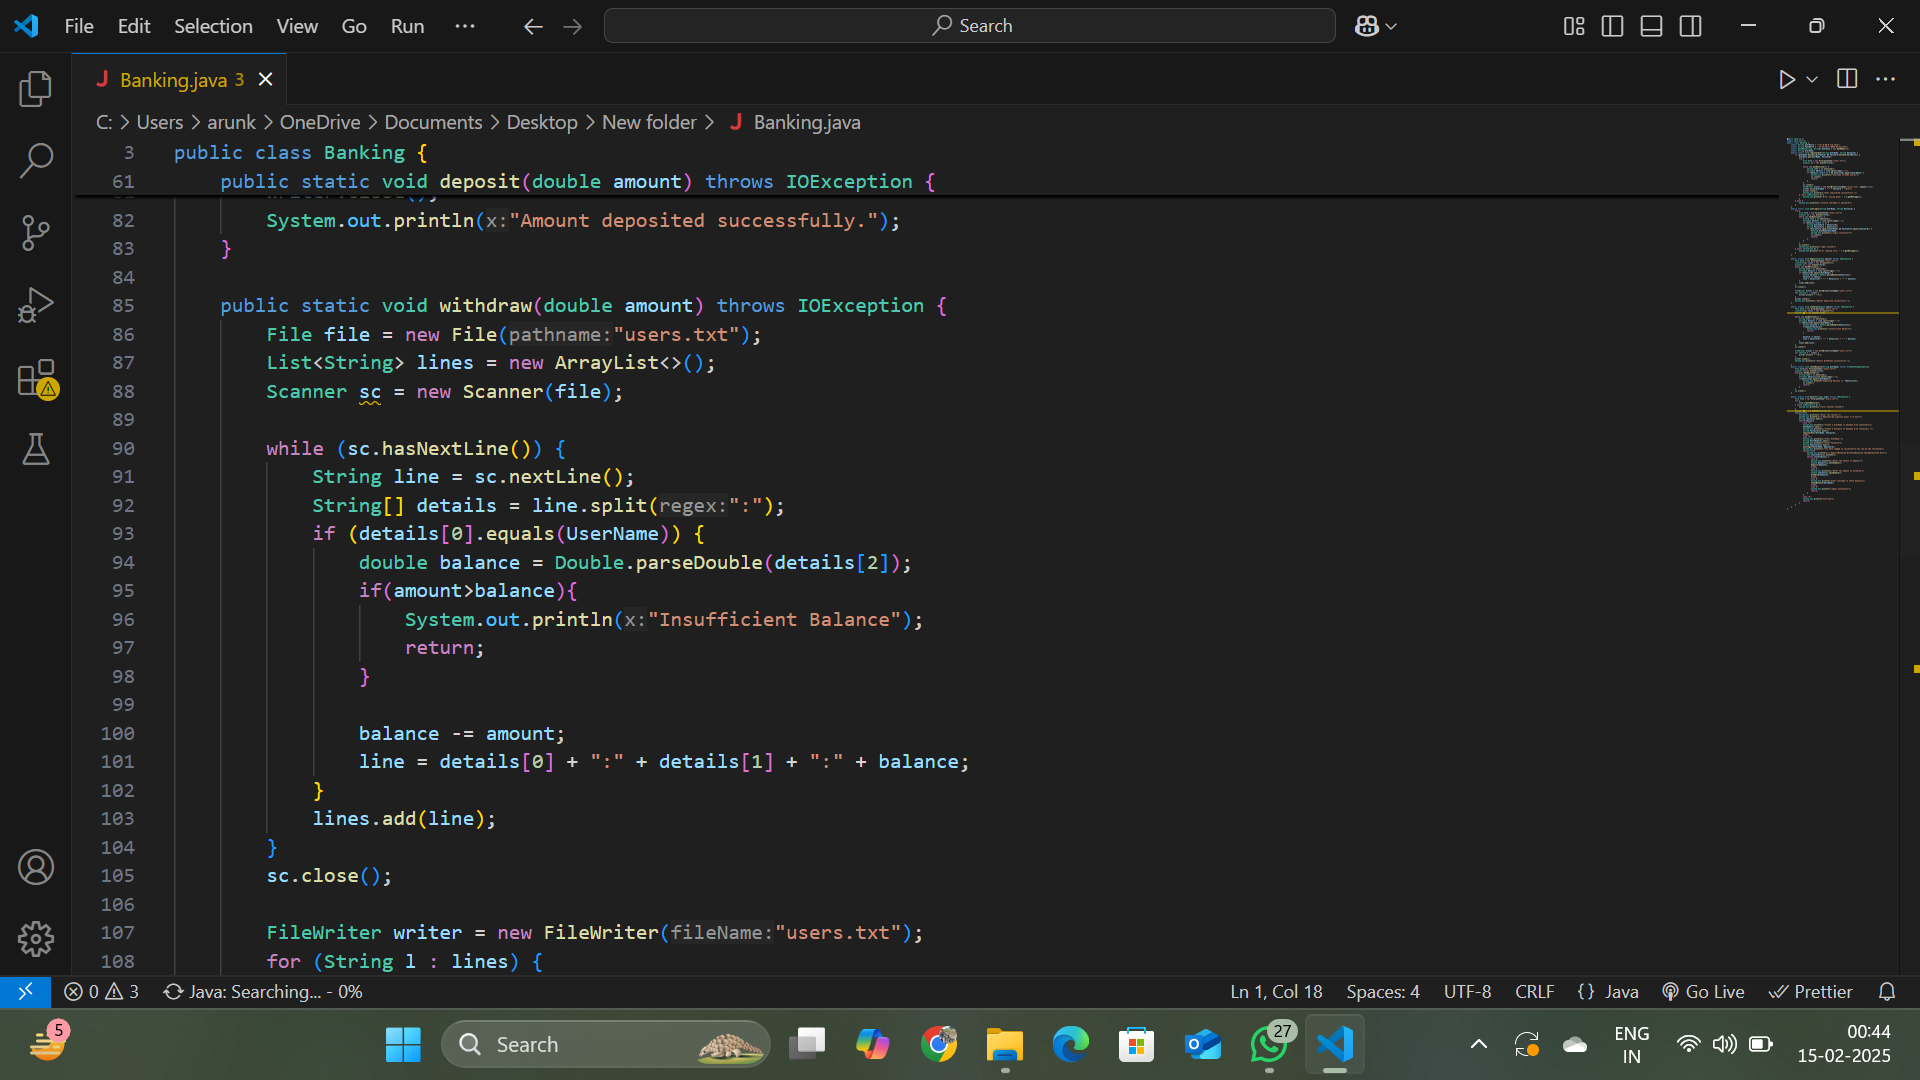 File Edit Selection View Go Run ··· Search
Banking.java 3
C: > Users > arunk > OneDrive > Documents > Desktop > New folder > J Banking.java
3 public class Banking {
61 public static void deposit(double amount) throws IOException {
82 System.out.println(x:"Amount deposited successfully.");
83 }
84
85 public static void withdraw(double amount) throws IOException {
86 File file = new File(pathname:"users.txt");
87 List<String> lines = new ArrayList<>();
88 Scanner sc = new Scanner(file);
89
90 while (sc.hasNextLine()) {
91 String line = sc.nextLine();
92 String[] details = line.split(regex:":");
93 if (details[0].equals(UserName)) {
94 double balance = Double.parseDouble(details[2]);
95 if(amount>balance){
96 System.out.println(x:"Insufficient Balance");
97 return;
98 }
99
100 balance -= amount;
101 line = details[0] + ":" + details[1] + ":" + balance;
102 }
103 lines.add(line);
104 }
105 sc.close();
106
107 FileWriter writer = new FileWriter(fileName:"users.txt");
108 for (String l : lines) {
0 3 Java: Searching... - 0% Ln 1, Col 18 Spaces: 4 UTF-8 CRLF {} Java Go Live Prettier
5 Search 27 ENG IN 00:44
15-02-2025